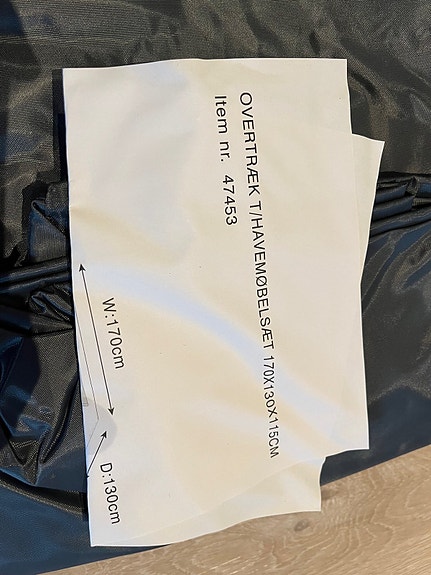 OVERTRÆK T/HAVEMØBELSÆT 170X130X115CM
Item nr. 47453
W:170cm
D:130cm